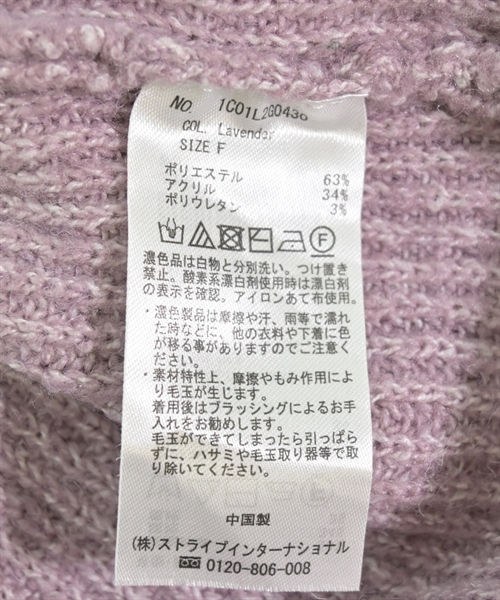 NO. 1C01L2G0430
COL. Lavender
SIZE F
ポリエステル 63%
アクリル 34%
ポリウレタン 3%
F
濃色品は白物と分別洗い。つけ置き
禁止。酸素系漂白剤使用時は漂白剤
の表示を確認。アイロンあて布使用。
・濃色製品は摩擦や汗、雨等で濡れ
た時などに、他の衣料や下着に色
が移る事がありますのでご注意く
ださい。
・素材特性上、摩擦やもみ作用によ
り毛玉が生じます。
着用後はブラッシングによるお手
入れをお勧めします。
毛玉ができてしまったら引っぱら
ずに、ハサミや毛玉取り器等で取
り除いてください。
中国製
(株)ストライプインターナショナル
0120-806-008